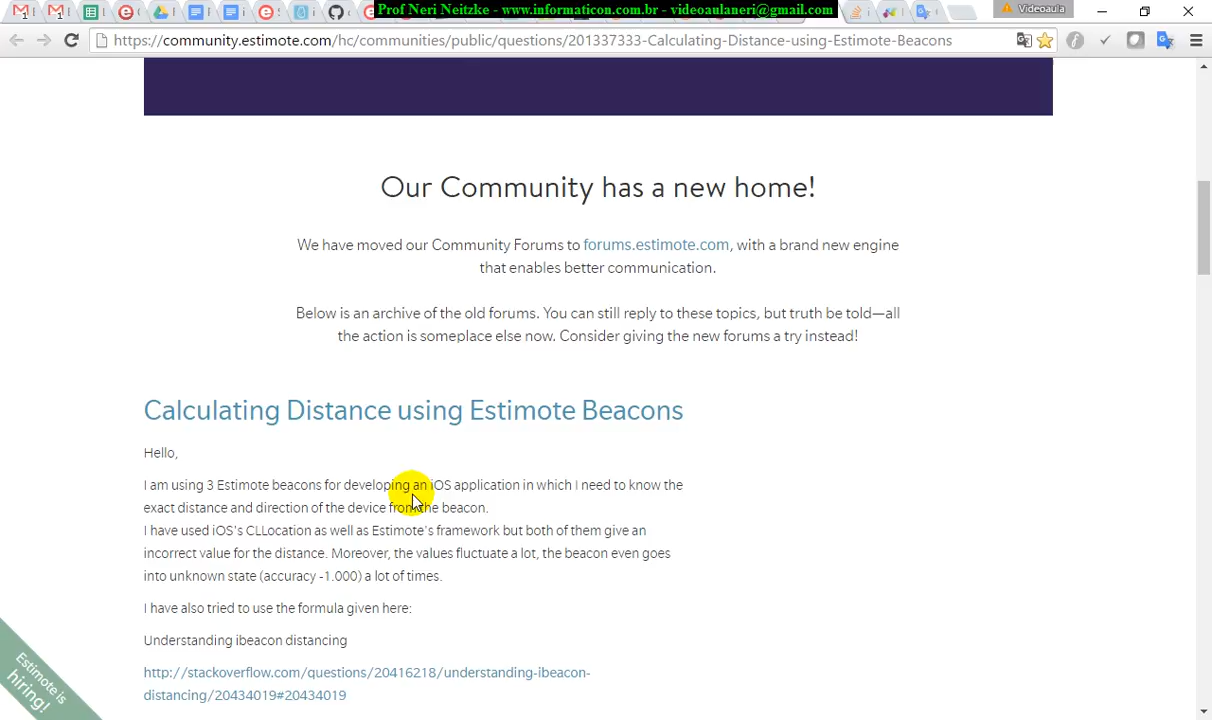 Prof Neri Neitzke - www.informaticon.com.br - videoaulaneri@gmail.com
Videoaula
https://community.estimote.com/hc/communities/public/questions/201337333-Calculating-Distance-using-Estimote-Beacons
Our Community has a new home!
We have moved our Community Forums to forums.estimote.com, with a brand new engine
that enables better communication.
Below is an archive of the old forums. You can still reply to these topics, but truth be told—all
the action is someplace else now. Consider giving the new forums a try instead!
Calculating Distance using Estimote Beacons
Hello,
I am using 3 Estimote beacons for developing an iOS application in which I need to know the
exact distance and direction of the device from the beacon.
I have used iOS's CLLocation as well as Estimote's framework but both of them give an
incorrect value for the distance. Moreover, the values fluctuate a lot, the beacon even goes
into unknown state (accuracy -1.000) a lot of times.
I have also tried to use the formula given here:
Understanding ibeacon distancing
http://stackoverflow.com/questions/20416218/understanding-ibeacon-
distancing/20434019#20434019
Estimote is
hiring!